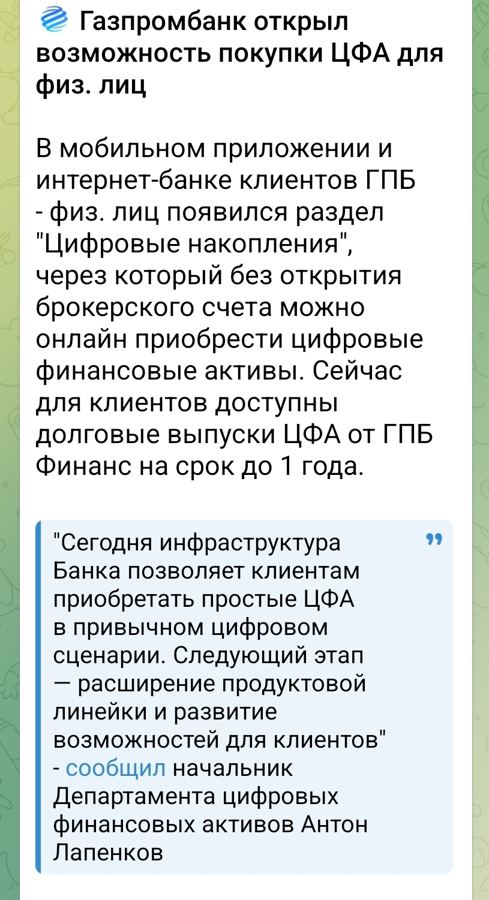 Газпромбанк открыл
возможность покупки ЦФА для
физ. лиц
В мобильном приложении и
интернет-банке клиентов ГПБ
- физ. лиц появился раздел
"Цифровые накопления",
через который без открытия
брокерского счета можно
онлайн приобрести цифровые
финансовые активы. Сейчас
для клиентов доступны
долговые выпуски ЦФА от ГПБ
Финанс на срок до 1 года.
"Сегодня инфраструктура
Банка позволяет клиентам
приобретать простые ЦФА
в привычном цифровом
сценарии. Следующий этап
— расширение продуктовой
линейки и развитие
возможностей для клиентов"
- сообщил начальник
Департамента цифровых
финансовых активов Антон
Лапенков